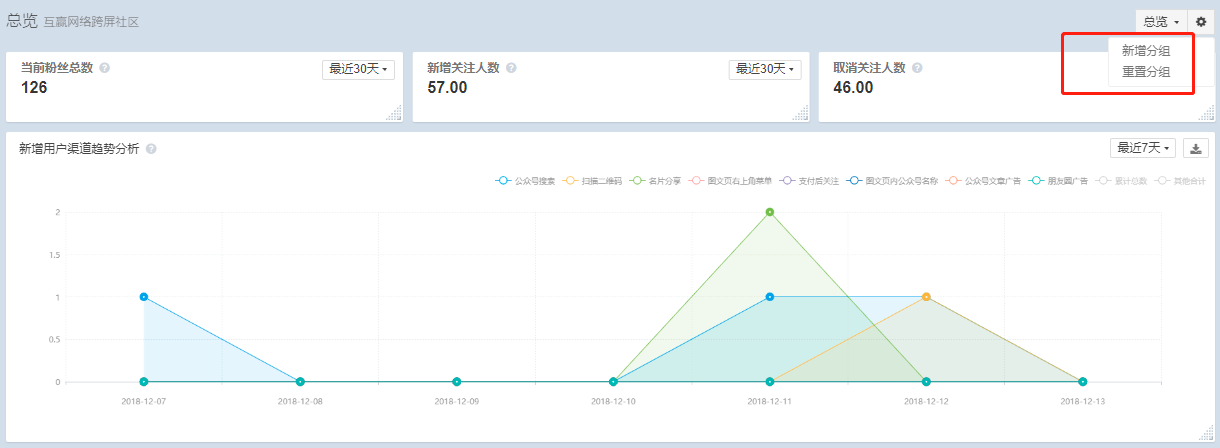 总览 互赢网络跨屏社区
总览
新增分组
重置分组
当前粉丝总数
最近30天
126
新增关注人数
最近30天
57.00
取消关注人数
46.00
新增用户渠道趋势分析
最近7天
公众号搜索 扫描二维码 名片分享 图文页右上角菜单 支付后关注 图文页内公众号名称 公众号文章广告 朋友圈广告 累计总数 其他合计
2
1.5
1
0.5
0
2018-12-07 2018-12-08 2018-12-09 2018-12-10 2018-12-11 2018-12-12 2018-12-13